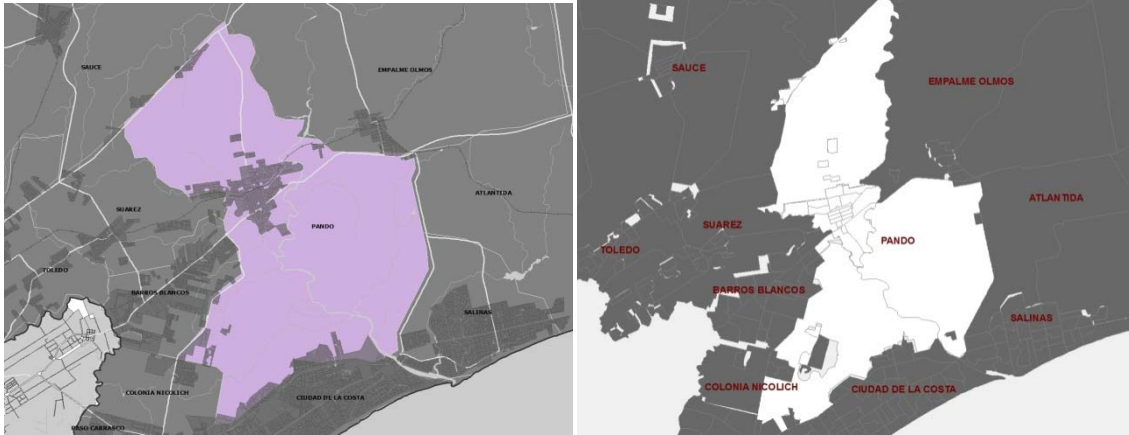 SAUCE
EMPALME OLMOS
ATLANTIDA
SUAREZ
PANDO
TOLEDO
BARROS BLANCOS
SALINAS
COLONIA NICOLICH
CIUDAD DE LA COSTA
PASO CARRASCO
SAUCE
EMPALME OLMOS
ATLANTIDA
SUAREZ
PANDO
TOLEDO
BARROS BLANCOS
SALINAS
COLONIA NICOLICH
CIUDAD DE LA COSTA